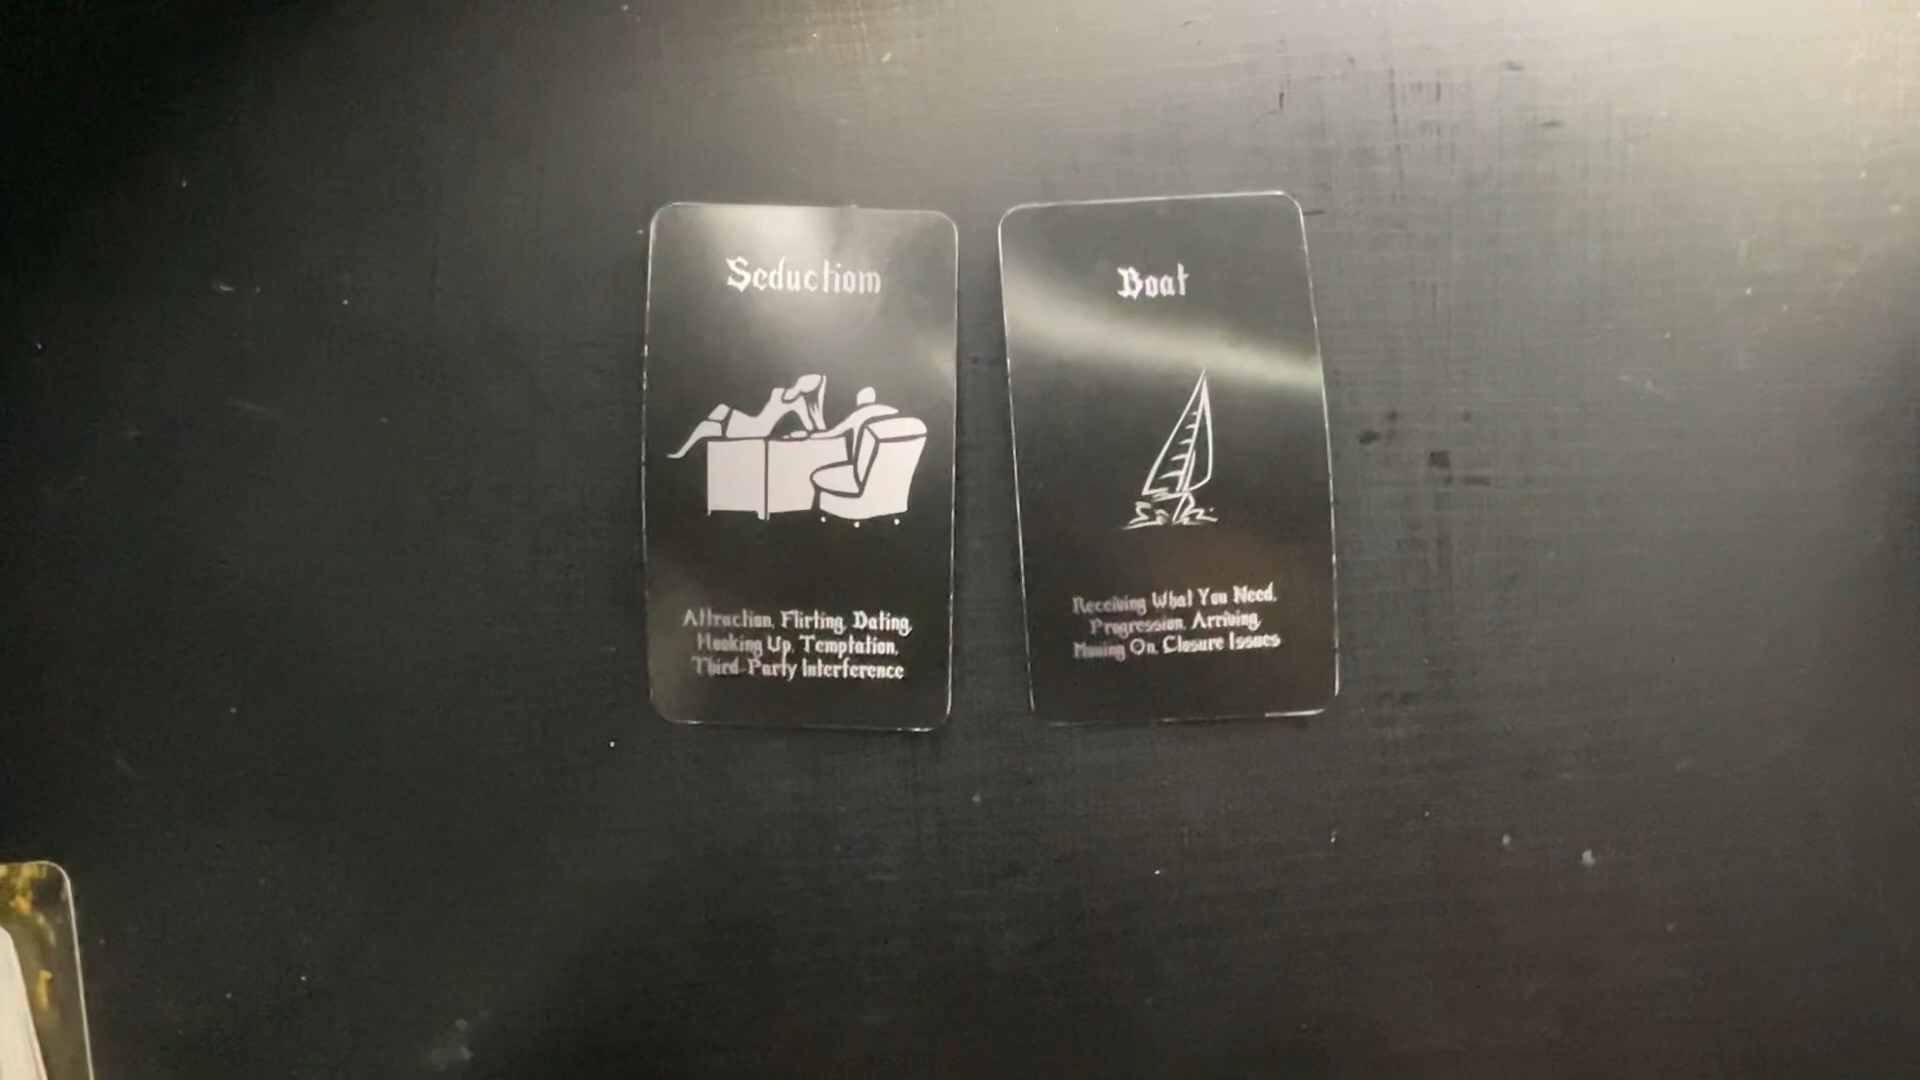 Seduction
Attraction, Flirting, Dating,
Hooking Up, Temptation,
Third-Party Interference
Boat
Receiving What You Need,
Progression, Arriving,
Moving On, Closure Issues